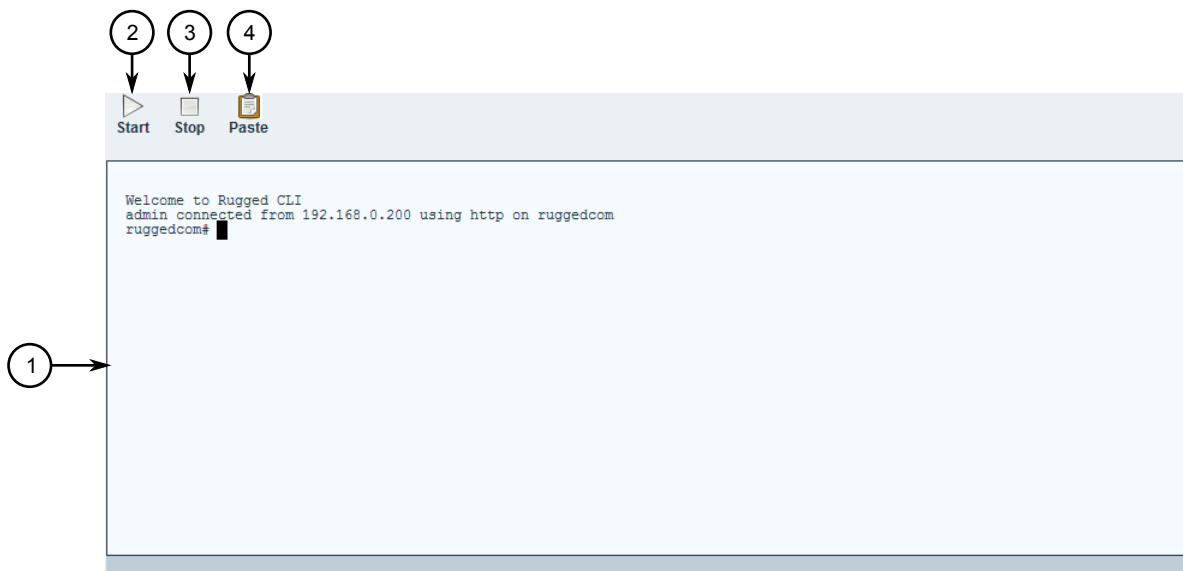 2 3 4
Start Stop Paste
Welcome to Rugged CLI
admin connected from 192.168.0.200 using http on ruggedcom
ruggedcom#
1